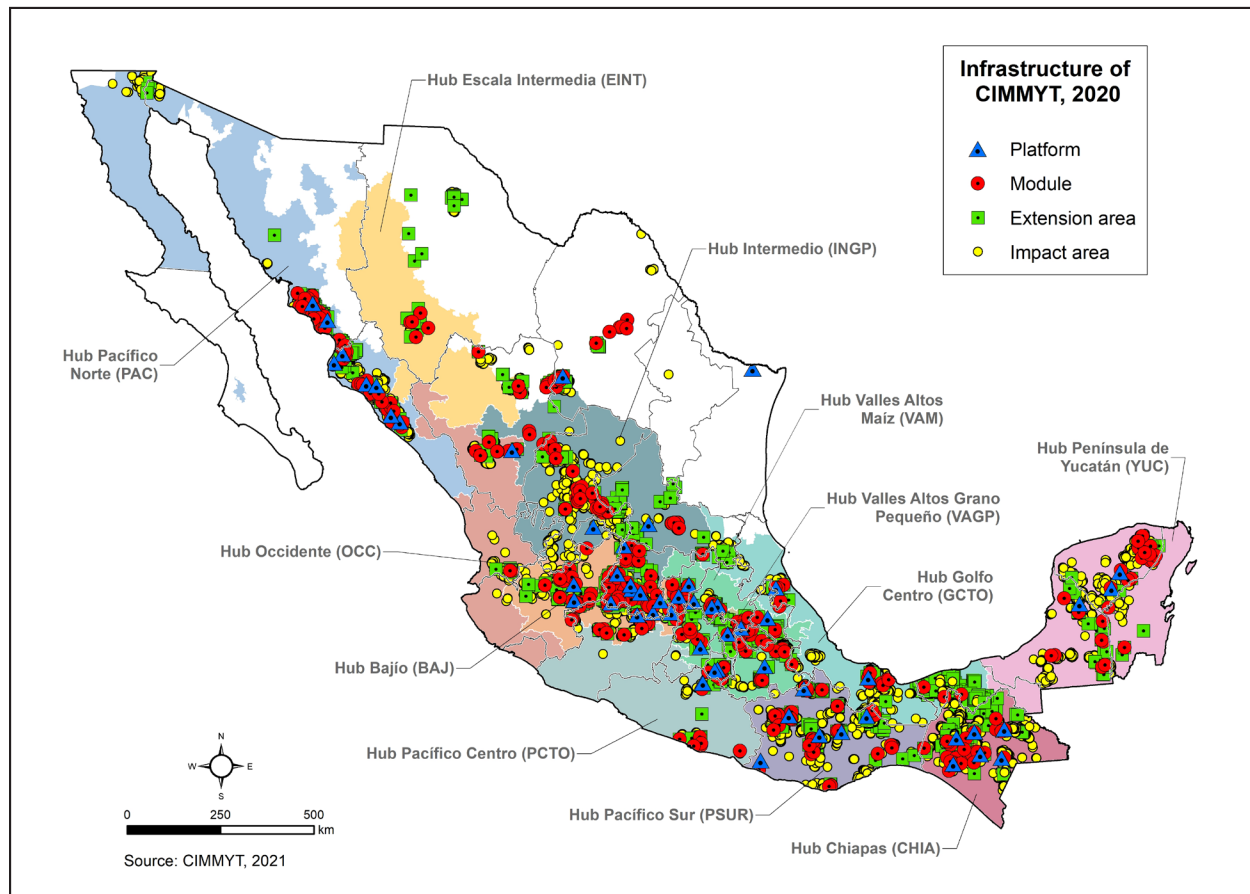 Infrastructure of
CIMMYT, 2020
Platform
Module
Extension area
Impact area
Hub Escala Intermedia (EINT)
Hub Intermedio (INGP)
Hub Pacífico
Norte (PAC)
Hub Valles Altos
Maíz (VAM)
Hub Península de
Yucatán (YUC)
Hub Valles Altos Grano
Pequeño (VAGP)
Hub Occidente (OCC)
Hub Golfo
Centro (GCTO)
Hub Bajío (BAJ)
Hub Pacífico Centro (PCTO)
Hub Pacífico Sur (PSUR)
Hub Chiapas (CHIA)
N
W E
S
0 250 500
km
Source: CIMMYT, 2021